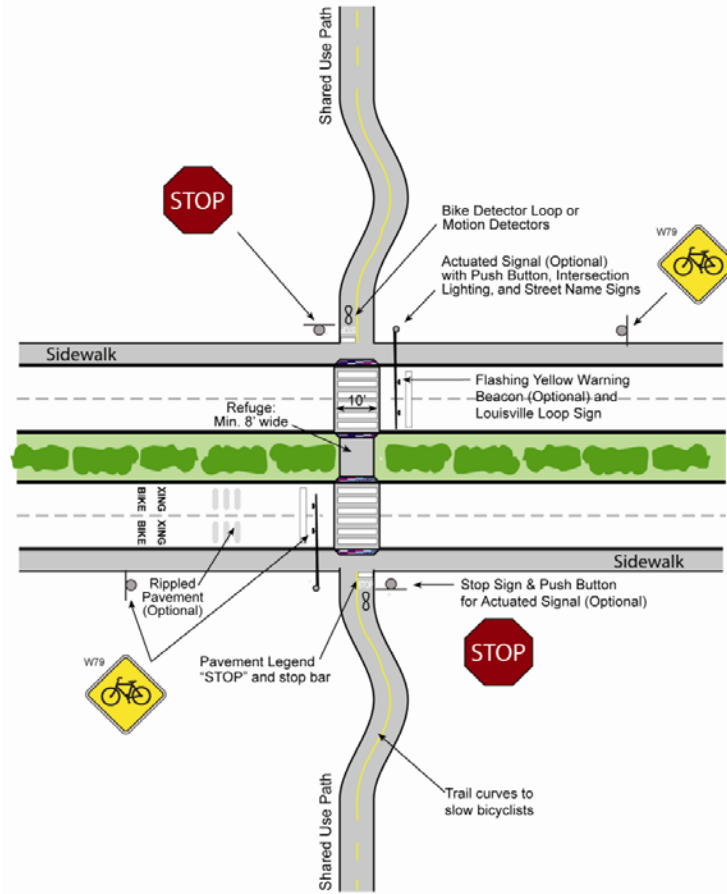 Shared Use Path
STOP
Bike Detector Loop or
Motion Detectors
W79
Actuated Signal (Optional)
with Push Button, Intersection
Lighting, and Street Name Signs
Sidewalk
Flashing Yellow Warning
Beacon (Optional) and
Louisville Loop Sign
10'
Refuge:
Min. 8' wide
BIKE BIKE
XING XING
Sidewalk
Rippled
Pavement
(Optional)
Stop Sign & Push Button
for Actuated Signal (Optional)
W79
Pavement Legend
“STOP” and stop bar
STOP
Trail curves to
slow bicyclists
Shared Use Path